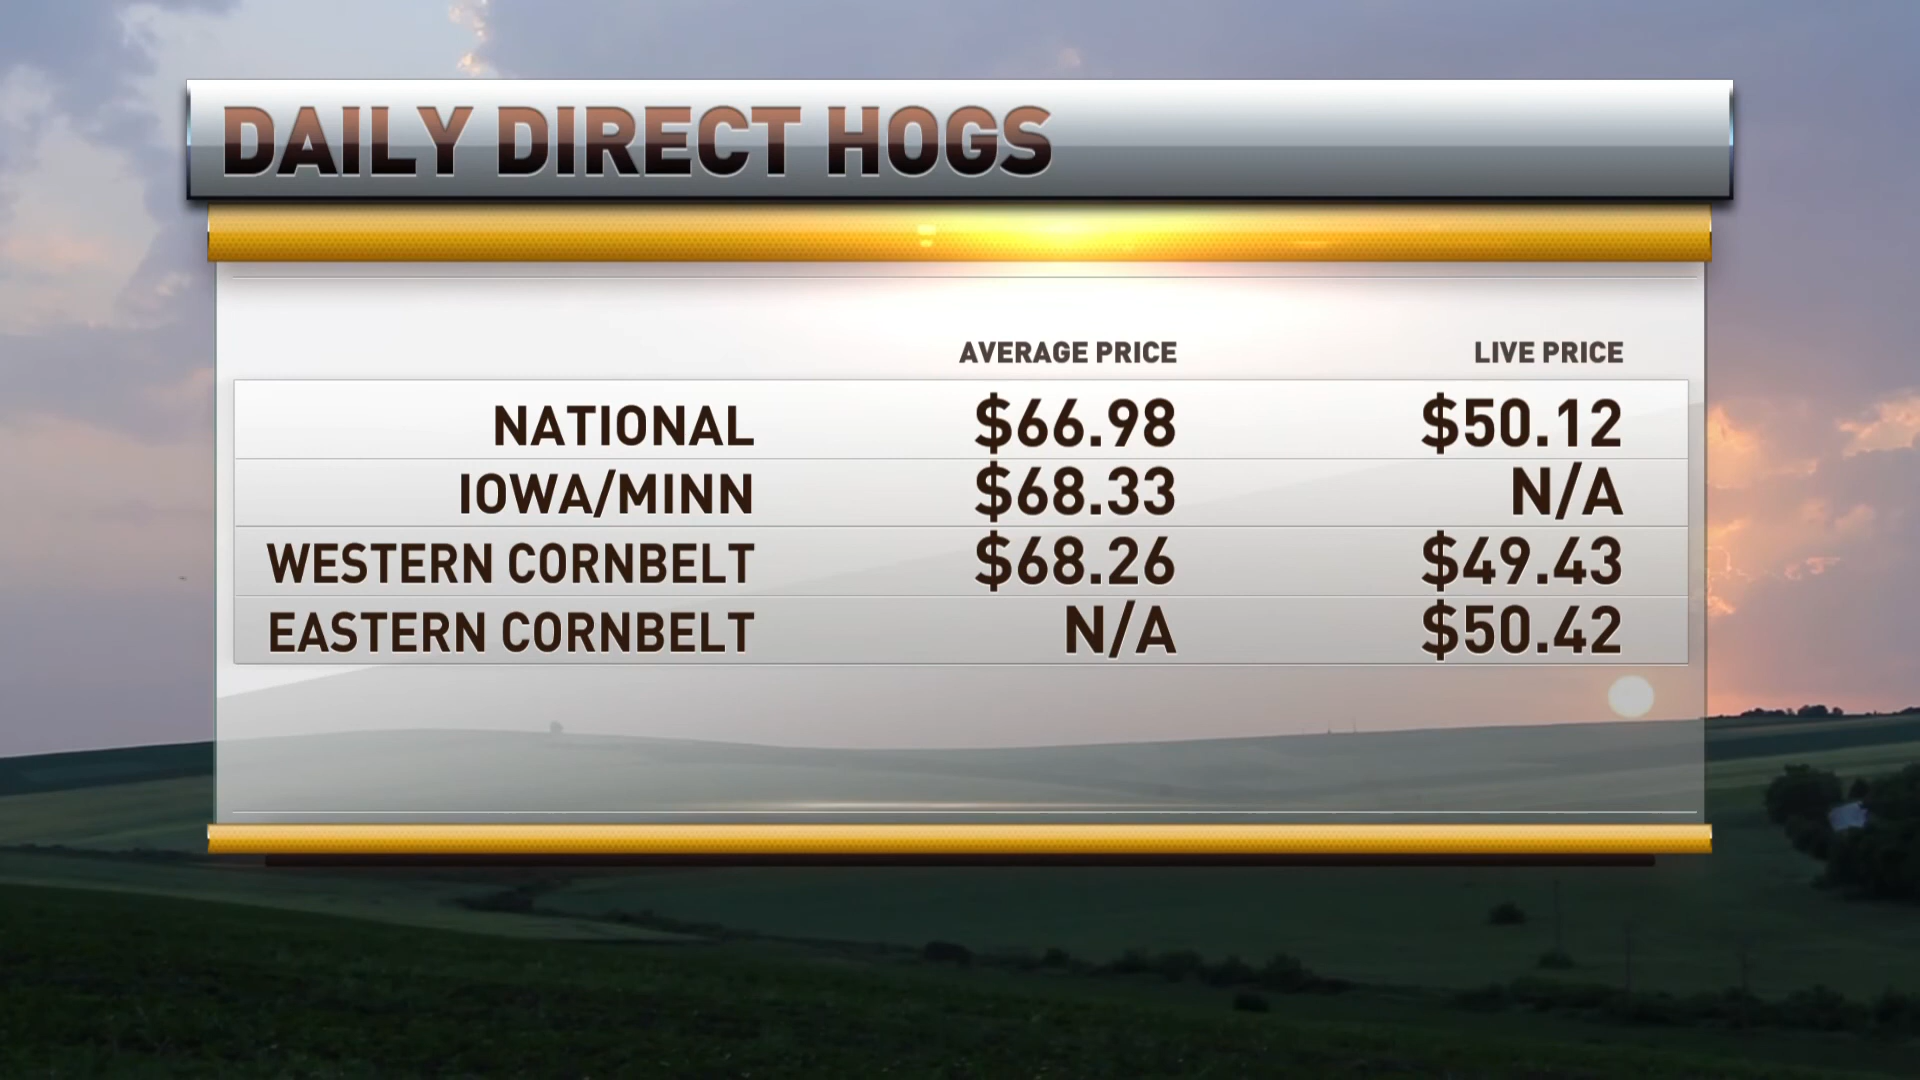 DAILY DIRECT HOGS
AVERAGE PRICE LIVE PRICE
NATIONAL $66.98 $50.12
IOWA/MINN $68.33 N/A
WESTERN CORNBELT $68.26 $49.43
EASTERN CORNBELT N/A $50.42